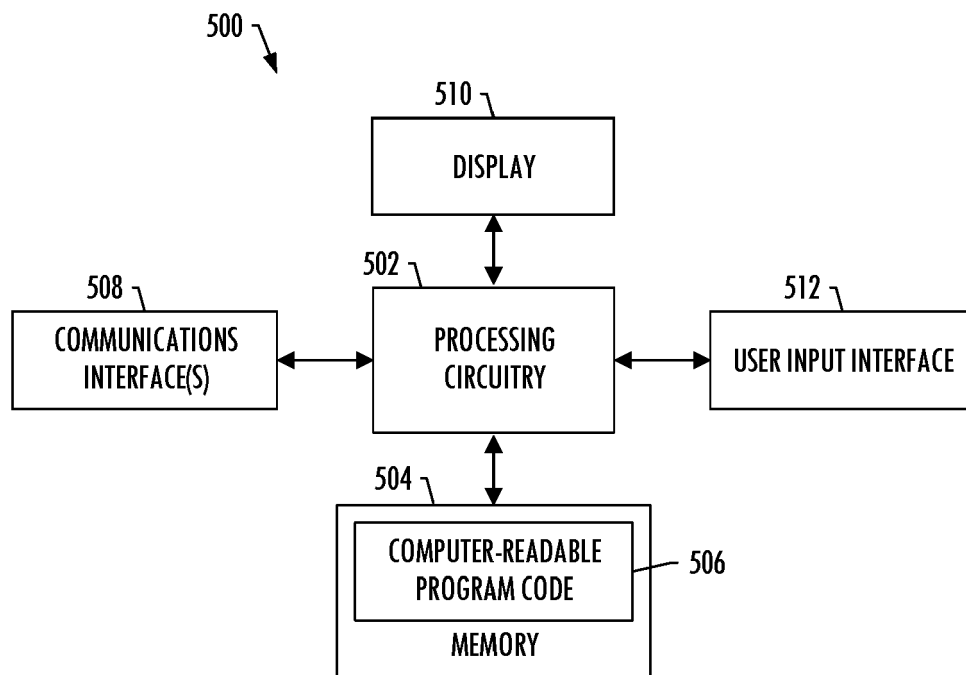 500
510
DISPLAY
502
508
512
COMMUNICATIONS
INTERFACE(S)
PROCESSING
CIRCUITRY
USER INPUT INTERFACE
504
COMPUTER-READABLE
PROGRAM CODE
506
MEMORY